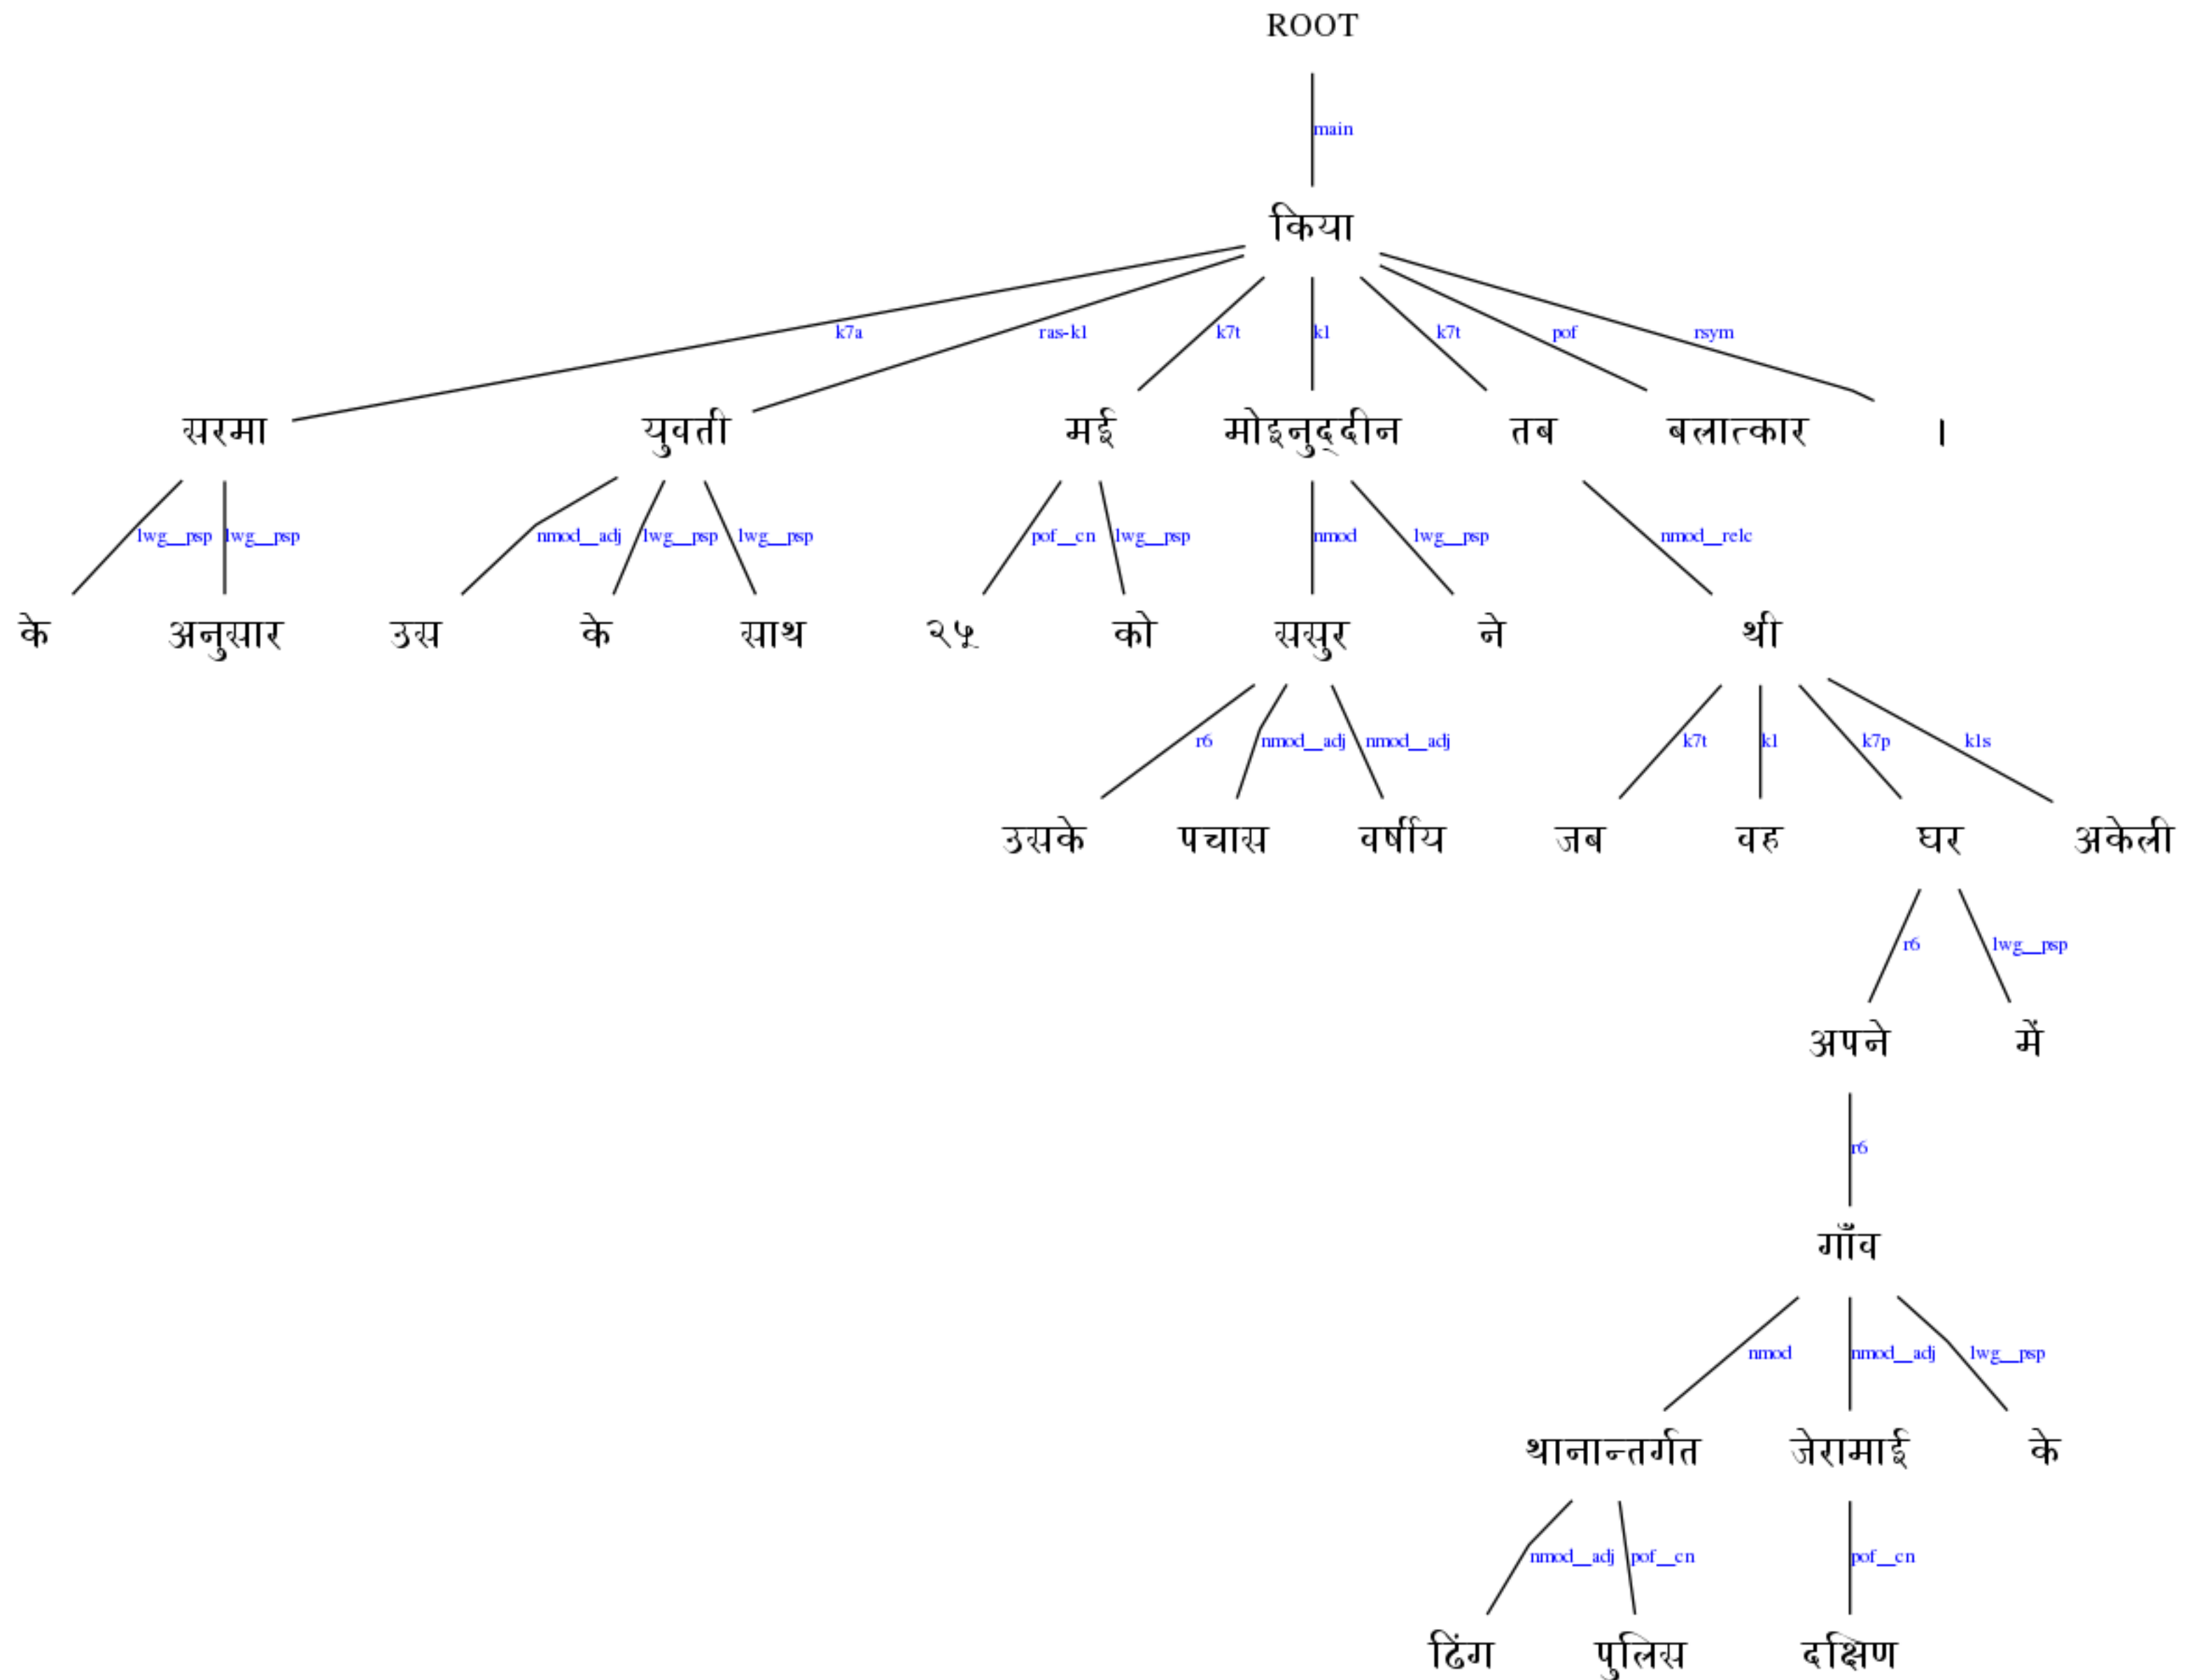 ROOT
main
किया
k7a ras-k1 k7t k1 k7t pof rsym
सरमा युवती मई मोइनुद्दीन तब बलात्कार ।
lwg__psp lwg__psp nmod__adj lwg__psp lwg__psp pof__cn lwg__psp nmod lwg__psp nmod__relc
के अनुसार उस के साथ २५ को ससुर ने थी
r6 nmod__adj nmod__adj k7t k1 k7p k1s
उसके पचास वर्षीय जब वह घर अकेली
r6 lwg__psp
अपने में
r6
गाँव
nmod nmod__adj lwg__psp
थानान्तर्गत जेरामाई के
nmod__adj pof__cn pof__cn
ढिंग पुलिस दक्षिण